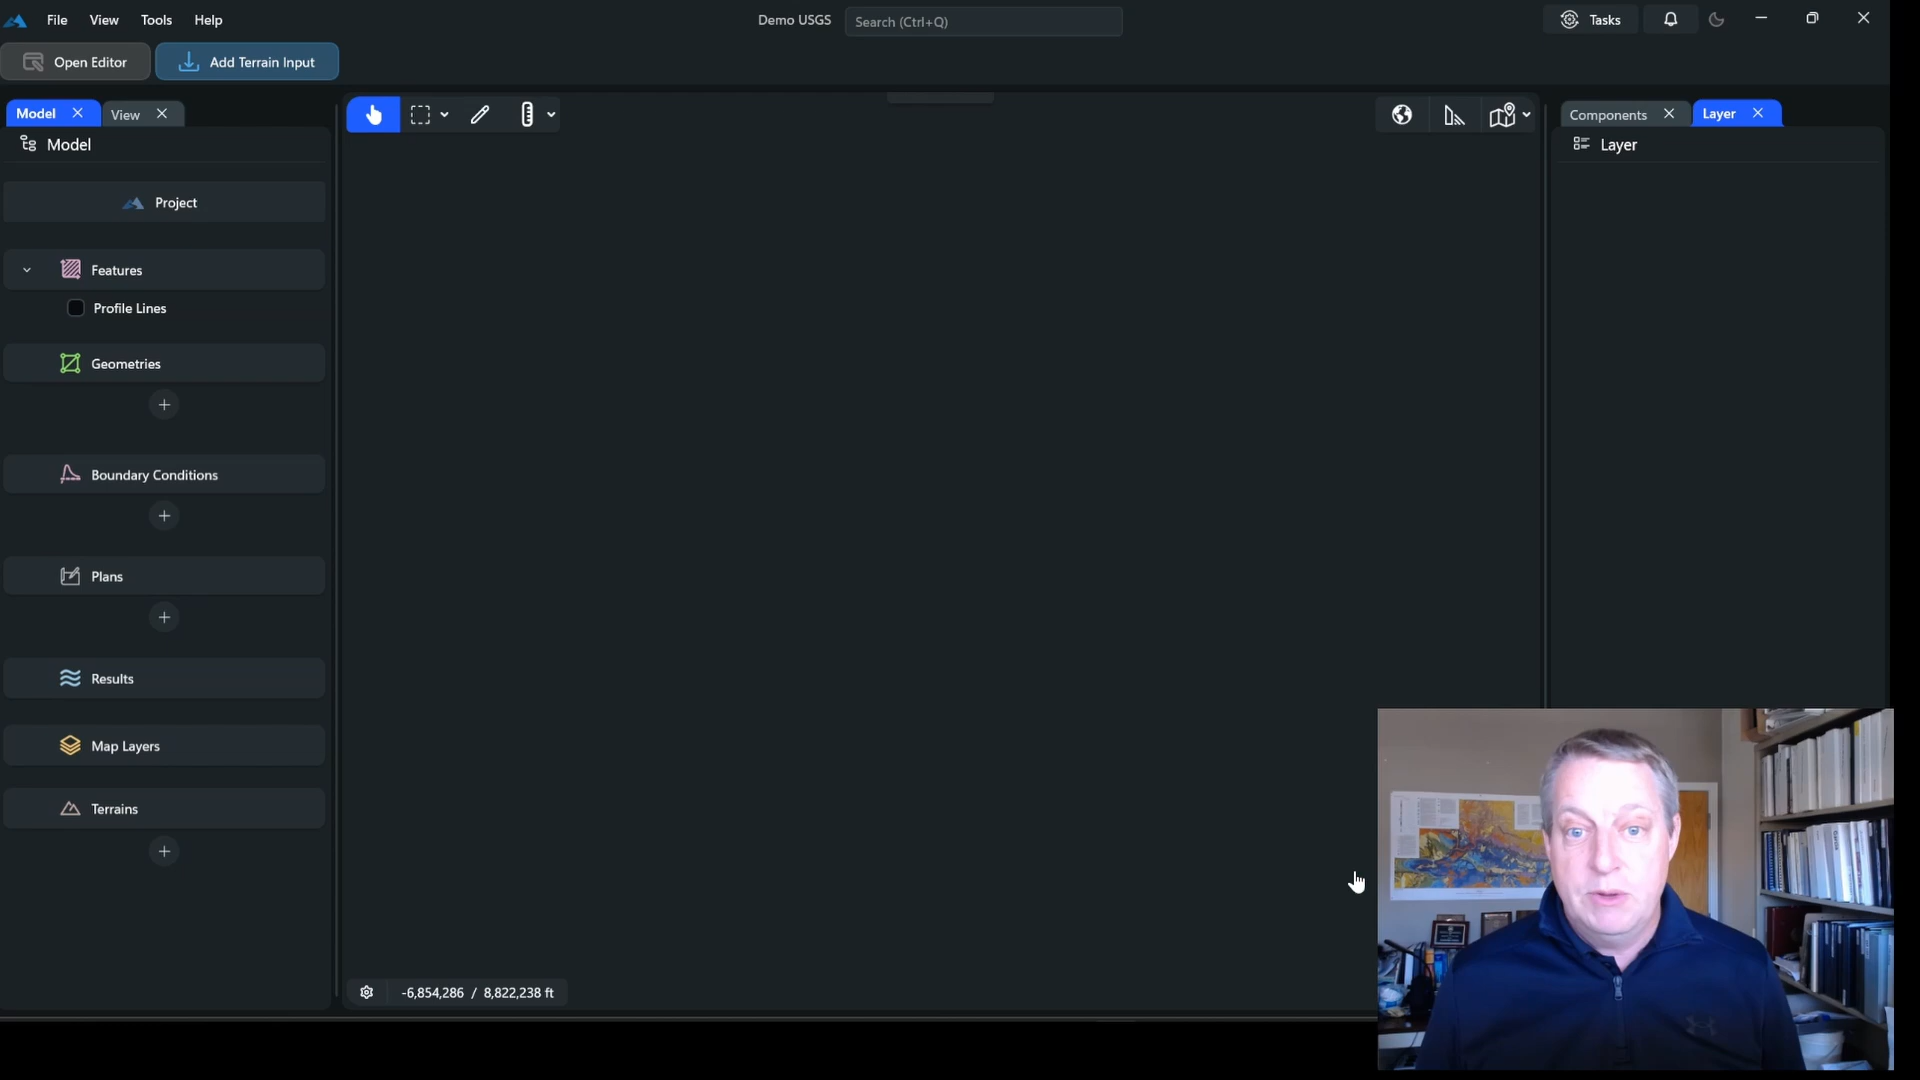 File View Tools Help
Demo USGS
Search (Ctrl+Q)
Tasks
Open Editor
Add Terrain Input
Model
View
Components
Layer
Model
Layer
Project
Features
Profile Lines
Geometries
Boundary Conditions
Plans
Results
Map Layers
Terrains
-6,854,286 / 8,822,238 ft